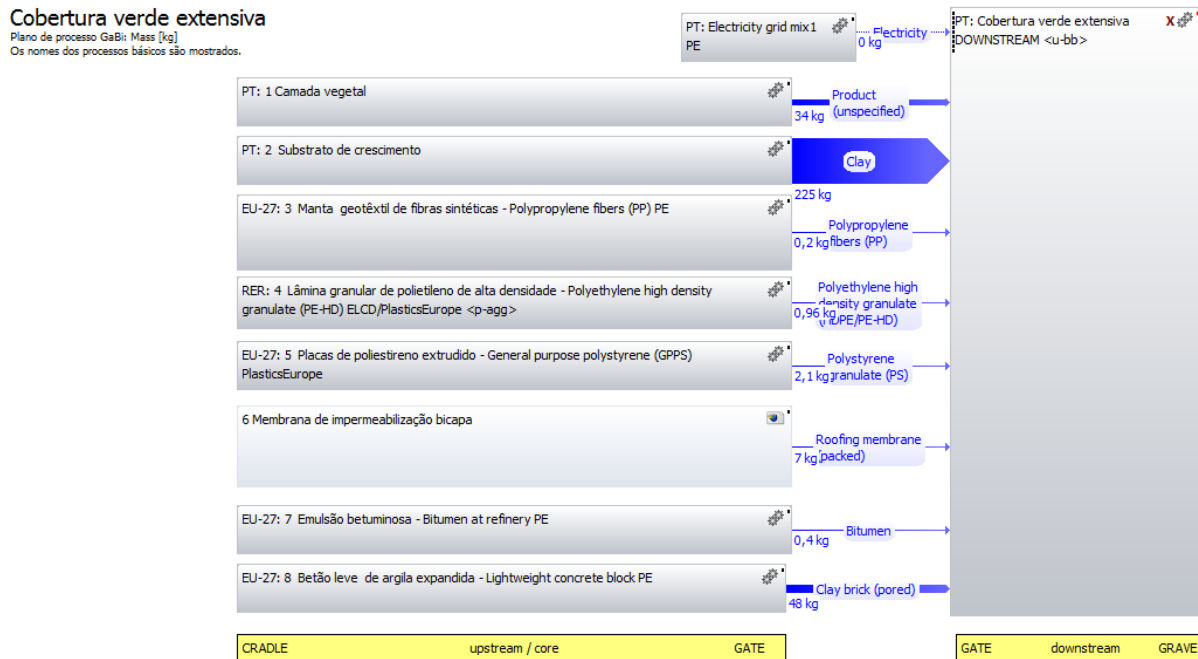 Cobertura verde extensiva
Plano de processo GaBi: Mass [kg]
Os nomes dos processos básicos são mostrados.
PT: Electricity grid mix1
PE
Electricity
0 kg
PT: Cobertura verde extensiva
DOWNSTREAM <u-bb>
X
PT: 1 Camada vegetal
Product
(unspecified)
34 kg
PT: 2 Substrato de crescimento
Clay
225 kg
EU-27: 3 Manta geotêxtil de fibras sintéticas - Polypropylene fibers (PP) PE
Polypropylene
fibers (PP)
0,2 kg
RER: 4 Lâmina granular de polietileno de alta densidade - Polyethylene high density
granulate (PE-HD) ELCD/PlasticsEurope <p-agg>
Polyethylene high
density granulate
(HDPE/PE-HD)
0,96 kg
EU-27: 5 Placas de poliestireno extrudido - General purpose polystyrene (GPPS)
PlasticsEurope
Polystyrene
granulate (PS)
2,1 kg
6 Membrana de impermeabilização bicapa
Roofing membrane
(packed)
7 kg
EU-27: 7 Emulsão betuminosa - Bitumen at refinery PE
Bitumen
0,4 kg
EU-27: 8 Betão leve de argila expandida - Lightweight concrete block PE
Clay brick (pored)
48 kg
CRADLE upstream / core GATE
GATE downstream GRAVE